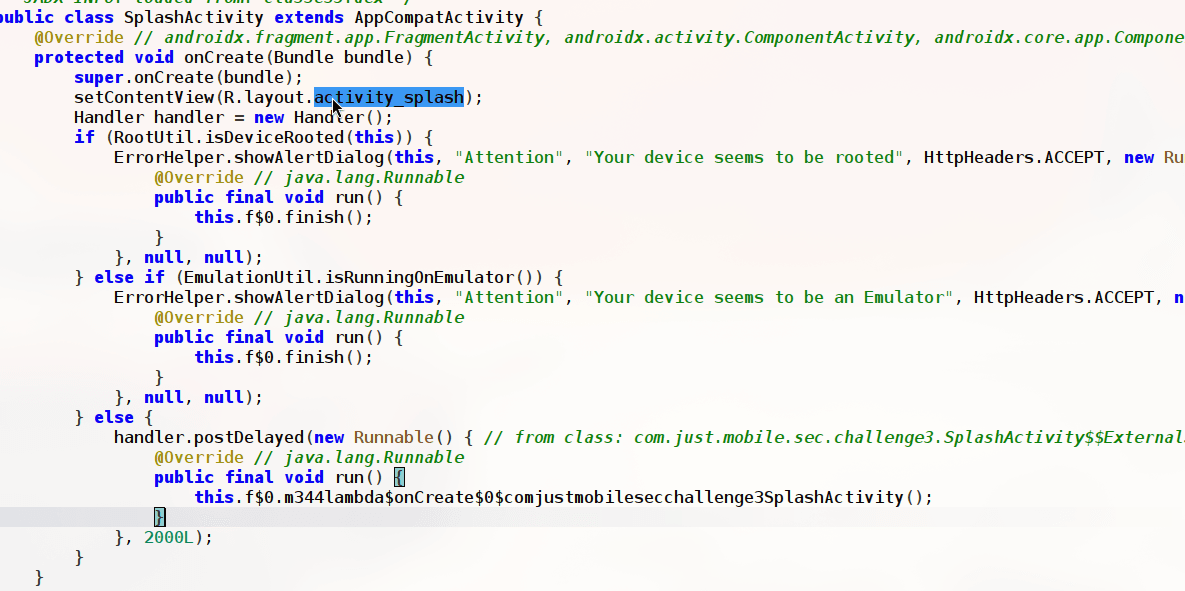 public class SplashActivity extends AppCompatActivity {
@Override // androidx.fragment.app.FragmentActivity, androidx.activity.ComponentActivity, androidx.core.app.Compone
protected void onCreate(Bundle bundle) {
super.onCreate(bundle);
setContentView(R.layout.activity_splash);
Handler handler = new Handler();
if (RootUtil.isDeviceRooted(this)) {
ErrorHelper.showAlertDialog(this, "Attention", "Your device seems to be rooted", HttpHeaders.ACCEPT, new Ru
@Override // java.lang.Runnable
public final void run() {
this.f$0.finish();
}
}, null, null);
} else if (EmulationUtil.isRunningOnEmulator()) {
ErrorHelper.showAlertDialog(this, "Attention", "Your device seems to be an Emulator", HttpHeaders.ACCEPT, n
@Override // java.lang.Runnable
public final void run() {
this.f$0.finish();
}
}, null, null);
} else {
handler.postDelayed(new Runnable() { // from class: com.just.mobile.sec.challenge3.SplashActivity$$External
@Override // java.lang.Runnable
public final void run() {
this.f$0.m344lambda$onCreate$0$comjustmobilesecchallenge3SplashActivity();
}
}, 2000L);
}
}